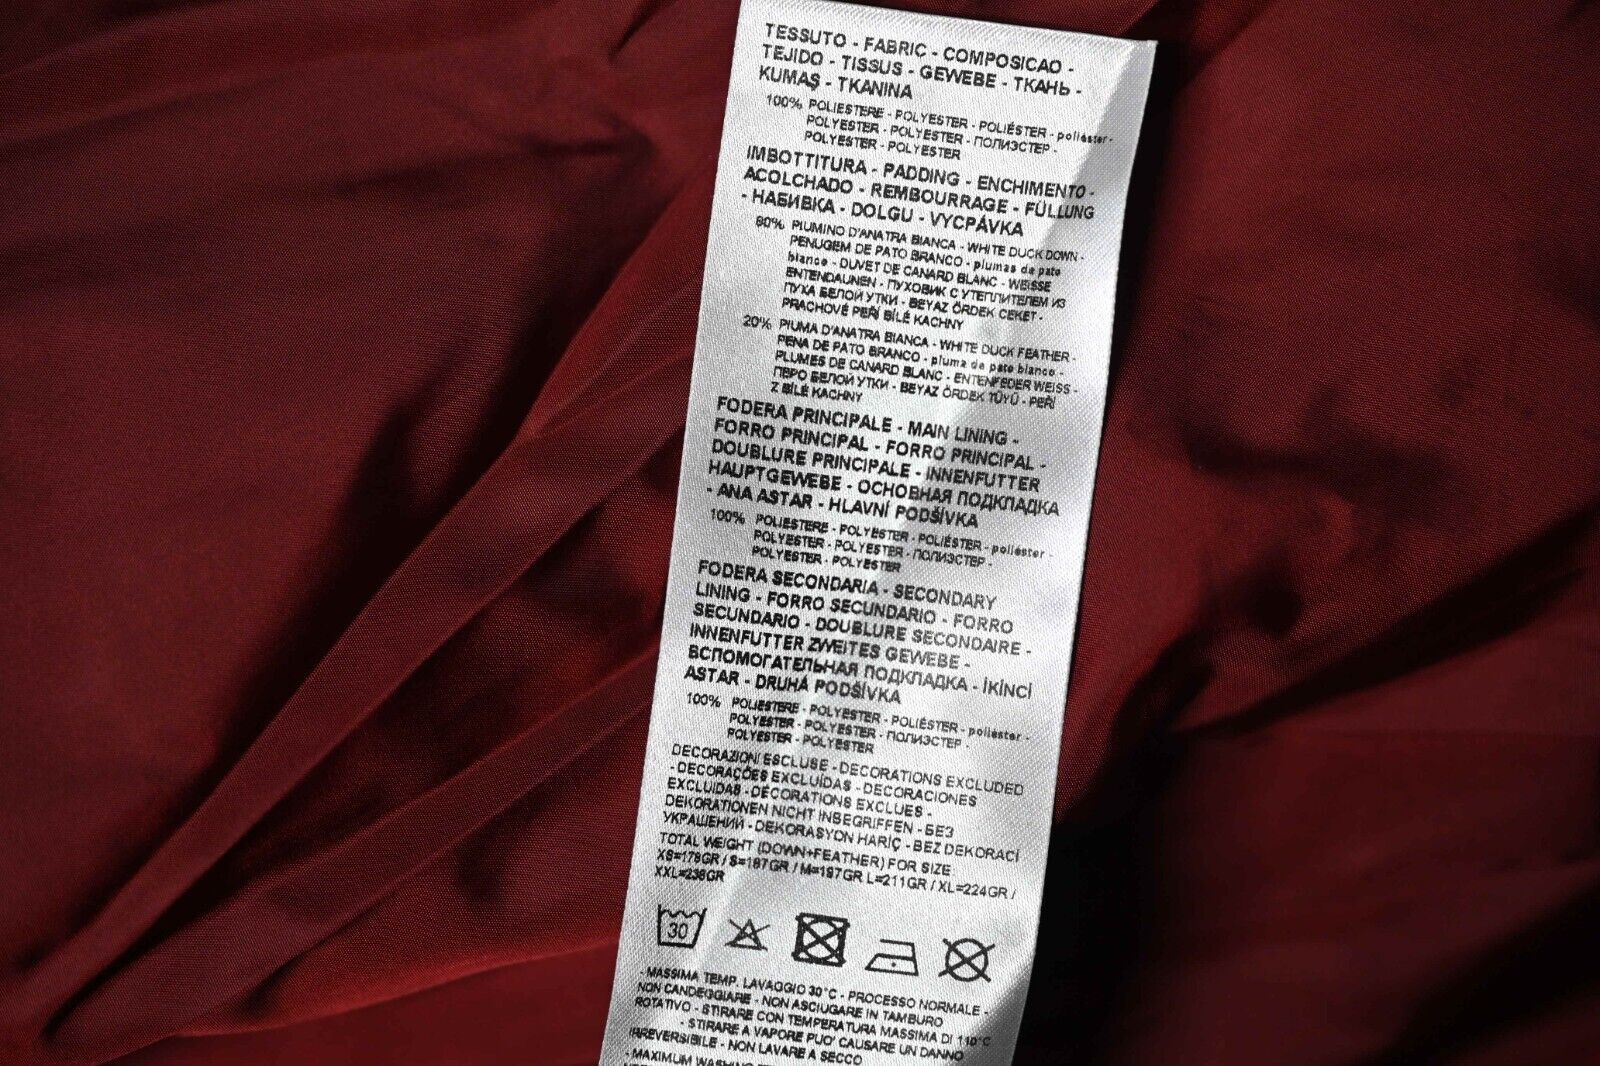 TESSUTO - FABRIC - COMPOSICAO -
TEJIDO - TISSUS - GEWEBE - ТКАНЬ -
KUMAŞ - TKANINA
100% POLIESTERE - POLYESTER - POLIÉSTER - poliéster -
POLYESTER - POLYESTER - ПОЛИЭСТЕР -
POLYESTER - POLYESTER
IMBOTTITURA - PADDING - ENCHIMENTO -
ACOLCHADO - REMBOURRAGE - FÜLLUNG
- НАБИВКА - DOLGU - VYCPÁVKA
80% PIUMINO D'ANATRA BIANCA - WHITE DUCK DOWN -
PENUGEM DE PATO BRANCO - plumas de pato
blanco - DUVET DE CANARD BLANC - WEISSE
ENTENDAUNEN - ПУХОВИК С УТЕПЛИТЕЛЕМ ИЗ
ПУХА БЕЛОЙ УТКИ - BEYAZ ÖRDEK CEKET -
PRACHOVÉ PEŘÍ BÍLÉ KACHNY
20% PIUMA D'ANATRA BIANCA - WHITE DUCK FEATHER -
PENA DE PATO BRANCO - pluma de pato blanco -
PLUMES DE CANARD BLANC - ENTENFEDER WEISS -
ПЕРО БЕЛОЙ УТКИ - BEYAZ ÖRDEK TÜYÜ - PEŘÍ
Z BÍLÉ KACHNY
FODERA PRINCIPALE - MAIN LINING -
FORRO PRINCIPAL - FORRO PRINCIPAL -
DOUBLURE PRINCIPALE - INNENFUTTER
HAUPTGEWEBE - ОСНОВНАЯ ПОДКЛАДКА
- ANA ASTAR - HLAVNÍ PODŠÍVKA
100% POLIESTERE - POLYESTER - POLIÉSTER - poliéster -
POLYESTER - POLYESTER - ПОЛИЭСТЕР -
POLYESTER - POLYESTER
FODERA SECONDARIA - SECONDARY
LINING - FORRO SECUNDARIO - FORRO
SECUNDARIO - DOUBLURE SECONDAIRE -
INNENFUTTER ZWEITES GEWEBE -
ВСПОМОГАТЕЛЬНАЯ ПОДКЛАДКА - İKİNCİ
ASTAR - DRUHÁ PODŠÍVKA
100% POLIESTERE - POLYESTER - POLIÉSTER - poliéster -
POLYESTER - POLYESTER - ПОЛИЭСТЕР -
POLYESTER - POLYESTER
DECORAZIONI ESCLUSE - DECORATIONS EXCLUDED
- DECORAÇÕES EXCLUÍDAS - DECORACIONES
EXCLUIDAS - DÉCORATIONS EXCLUES -
DEKORATIONEN NICHT INBEGRIFFEN - БЕЗ
УКРАШЕНИЙ - DEKORASYON HARİÇ - BEZ DEKORACÍ
TOTAL WEIGHT (DOWN+FEATHER) FOR SIZE:
XS=178GR / S=187GR / M=197GR L=211GR / XL=224GR /
XXL=238GR
30
- MASSIMA TEMP. LAVAGGIO 30°C - PROCESSO NORMALE -
NON CANDEGGIARE - NON ASCIUGARE IN TAMBURO
ROTATIVO - STIRARE CON TEMPERATURA MASSIMA DI 110°C
- STIRARE A VAPORE PUO' CAUSARE UN DANNO
IRREVERSIBILE - NON LAVARE A SECCO
- MAXIMUM WASHING